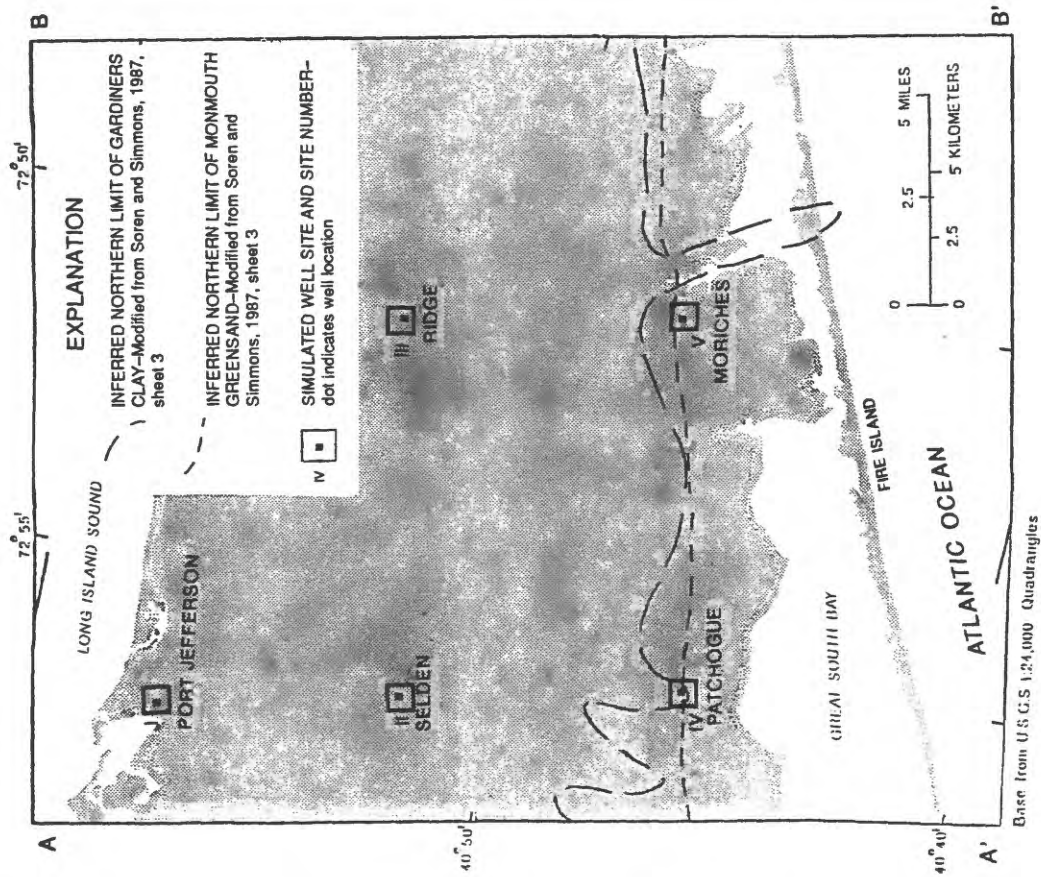 A
B
72°55'
72°50'
LONG ISLAND SOUND
EXPLANATION
INFERRED NORTHERN LIMIT OF GARDINERS
CLAY–Modified from Soren and Simmons, 1987,
sheet 3
INFERRED NORTHERN LIMIT OF MONMOUTH
GREENSAND–Modified from Soren and
Simmons, 1987, sheet 3
IV
SIMULATED WELL SITE AND SITE NUMBER–
dot indicates well location
I
PORT JEFFERSON
II
SELDEN
III
RIDGE
40°50'
IV
PATCHOGUE
V
MORICHES
GREAT SOUTH BAY
FIRE ISLAND
ATLANTIC OCEAN
0 2.5 5 MILES
0 2.5 5 KILOMETERS
40°40'
A'
B'
Base from U S G S 1:24,000 Quadrangles